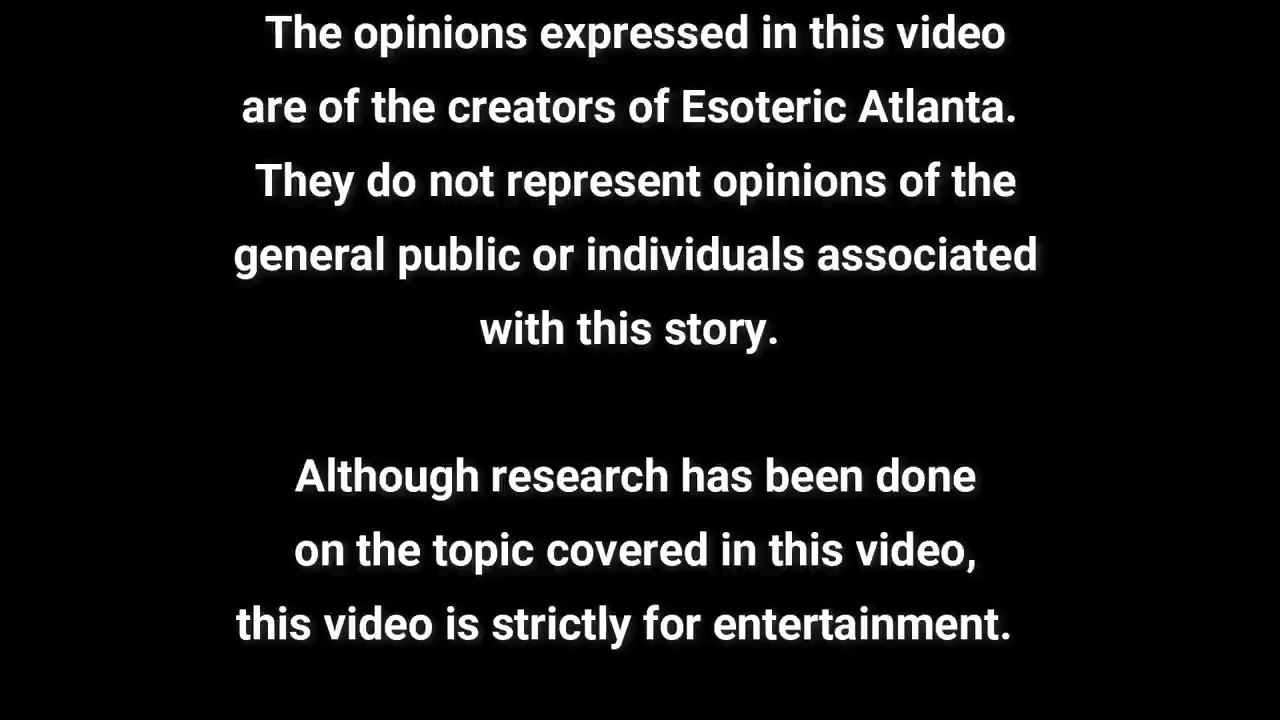 The opinions expressed in this video
are of the creators of Esoteric Atlanta.
They do not represent opinions of the
general public or individuals associated
with this story.
Although research has been done
on the topic covered in this video,
this video is strictly for entertainment.